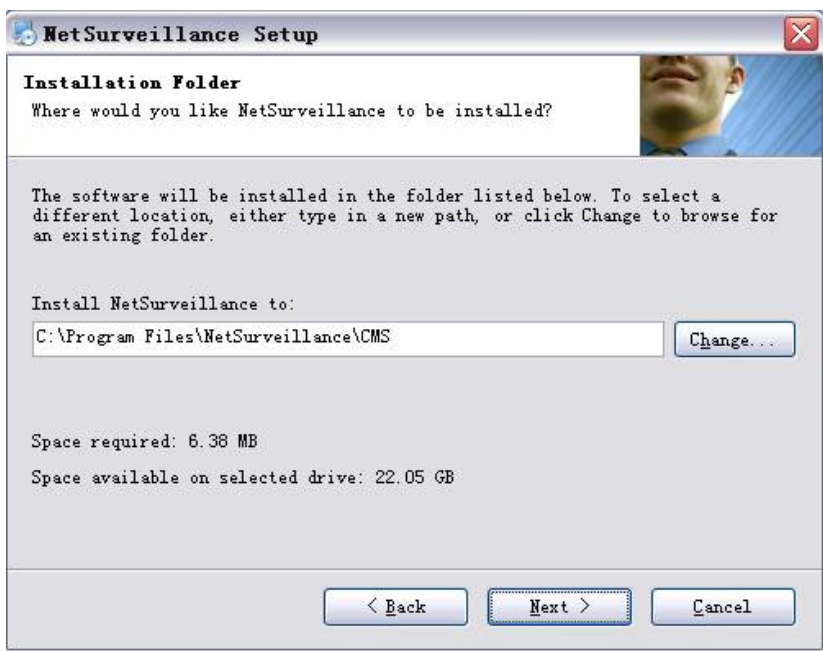 NetSurveillance Setup
Installation Folder
Where would you like NetSurveillance to be installed?
The software will be installed in the folder listed below. To select a
different location, either type in a new path, or click Change to browse for
an existing folder.
Install NetSurveillance to:
C:\Program Files\NetSurveillance\CMS
Change...
Space required: 6.38 MB
Space available on selected drive: 22.05 GB
< Back
Next >
Cancel